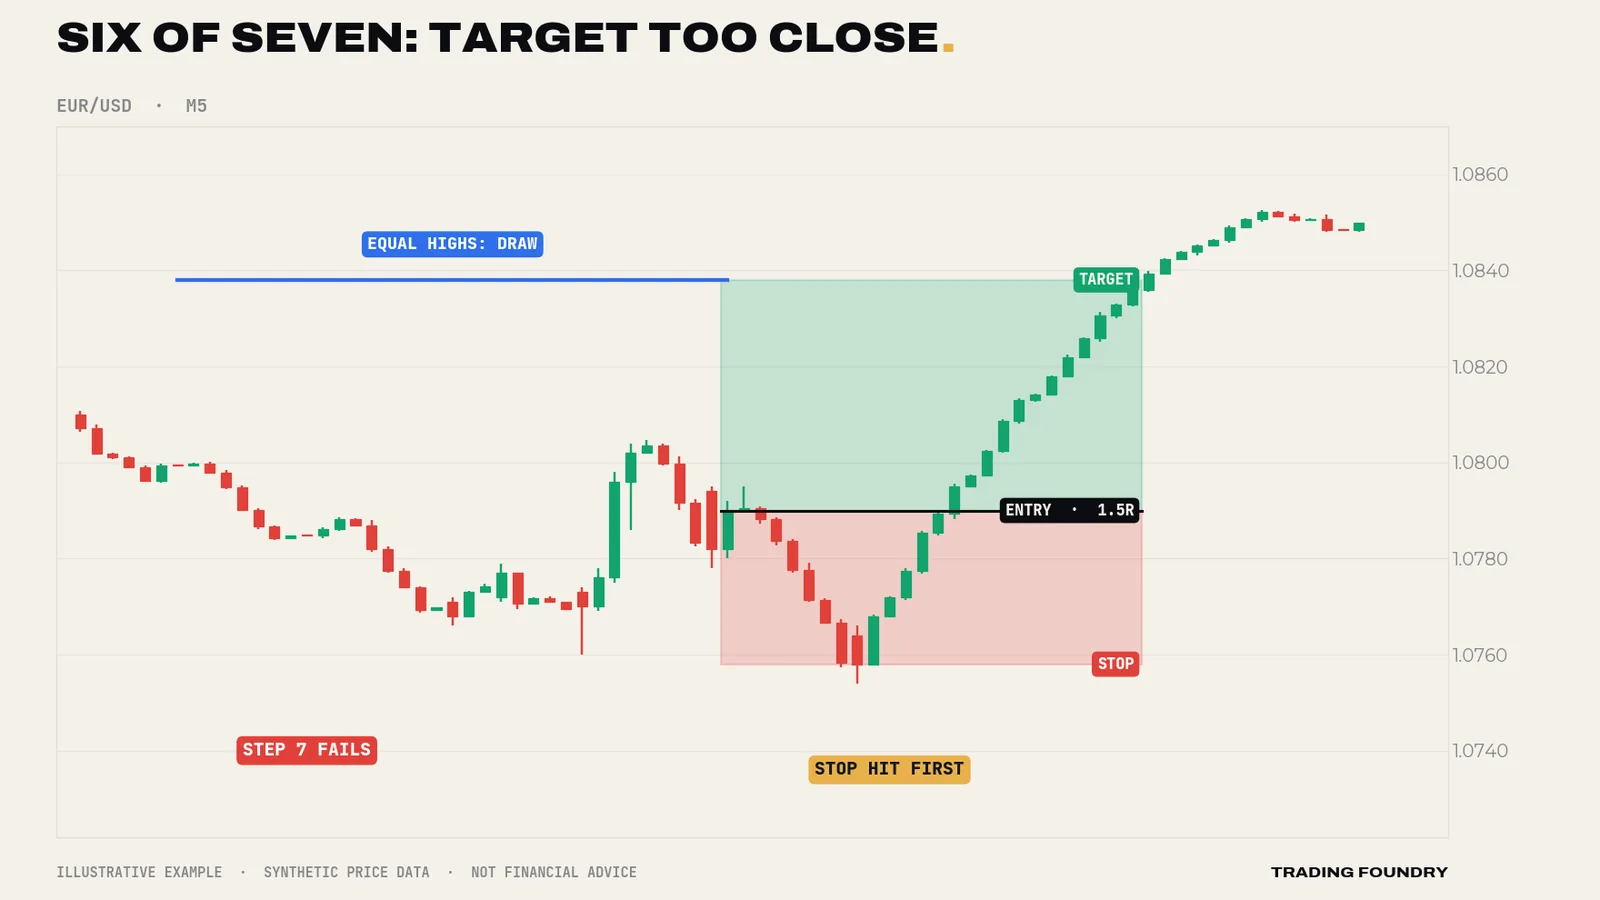 SIX OF SEVEN: TARGET TOO CLOSE.
EUR/USD · M5
1.0860
EQUAL HIGHS: DRAW
1.0840
TARGET
1.0820
1.0800
ENTRY · 1.5R
1.0780
1.0760
STOP
STEP 7 FAILS
1.0740
STOP HIT FIRST
ILLUSTRATIVE EXAMPLE · SYNTHETIC PRICE DATA · NOT FINANCIAL ADVICE
TRADING FOUNDRY